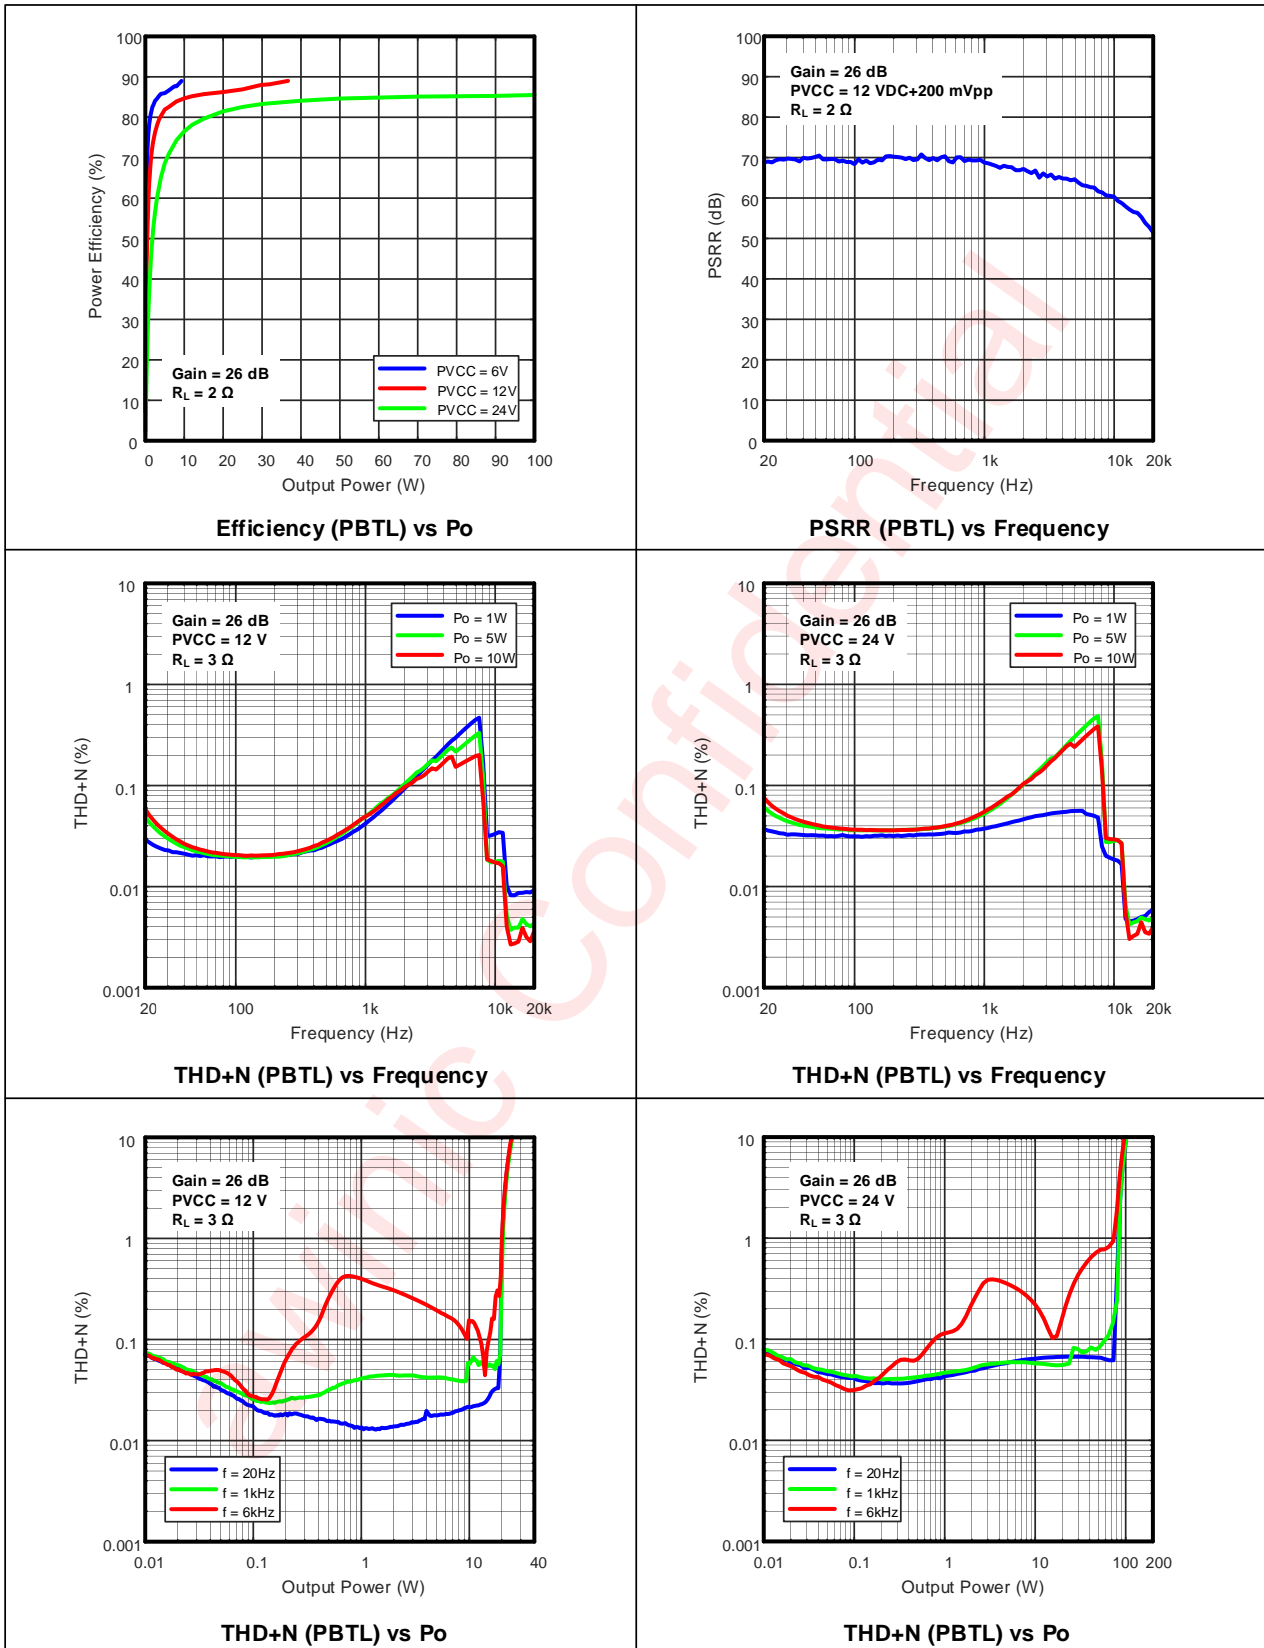 100
90
80
70
60
50
40
30
20
10
0
Power Efficiency (%)
Gain = 26 dB
RL = 2 Ω
PVCC = 6V
PVCC = 12V
PVCC = 24V
0 10 20 30 40 50 60 70 80 90 100
Output Power (W)
Efficiency (PBTL) vs Po
100
90
80
70
60
50
40
30
20
10
0
PSRR (dB)
Gain = 26 dB
PVCC = 12 VDC+200 mVpp
RL = 2 Ω
20 100 1k 10k 20k
Frequency (Hz)
PSRR (PBTL) vs Frequency
10
1
0.1
0.01
0.001
THD+N (%)
Gain = 26 dB
PVCC = 12 V
RL = 3 Ω
Po = 1W
Po = 5W
Po = 10W
20 100 1k 10k 20k
Frequency (Hz)
THD+N (PBTL) vs Frequency
10
1
0.1
0.01
0.001
THD+N (%)
Gain = 26 dB
PVCC = 24 V
RL = 3 Ω
Po = 1W
Po = 5W
Po = 10W
20 100 1k 10k 20k
Frequency (Hz)
THD+N (PBTL) vs Frequency
10
1
0.1
0.01
0.001
THD+N (%)
Gain = 26 dB
PVCC = 12 V
RL = 3 Ω
f = 20Hz
f = 1kHz
f = 6kHz
0.01 0.1 1 10 40
Output Power (W)
THD+N (PBTL) vs Po
10
1
0.1
0.01
0.001
THD+N (%)
Gain = 26 dB
PVCC = 24 V
RL = 3 Ω
f = 20Hz
f = 1kHz
f = 6kHz
0.01 0.1 1 10 100 200
Output Power (W)
THD+N (PBTL) vs Po
awinic Confidential